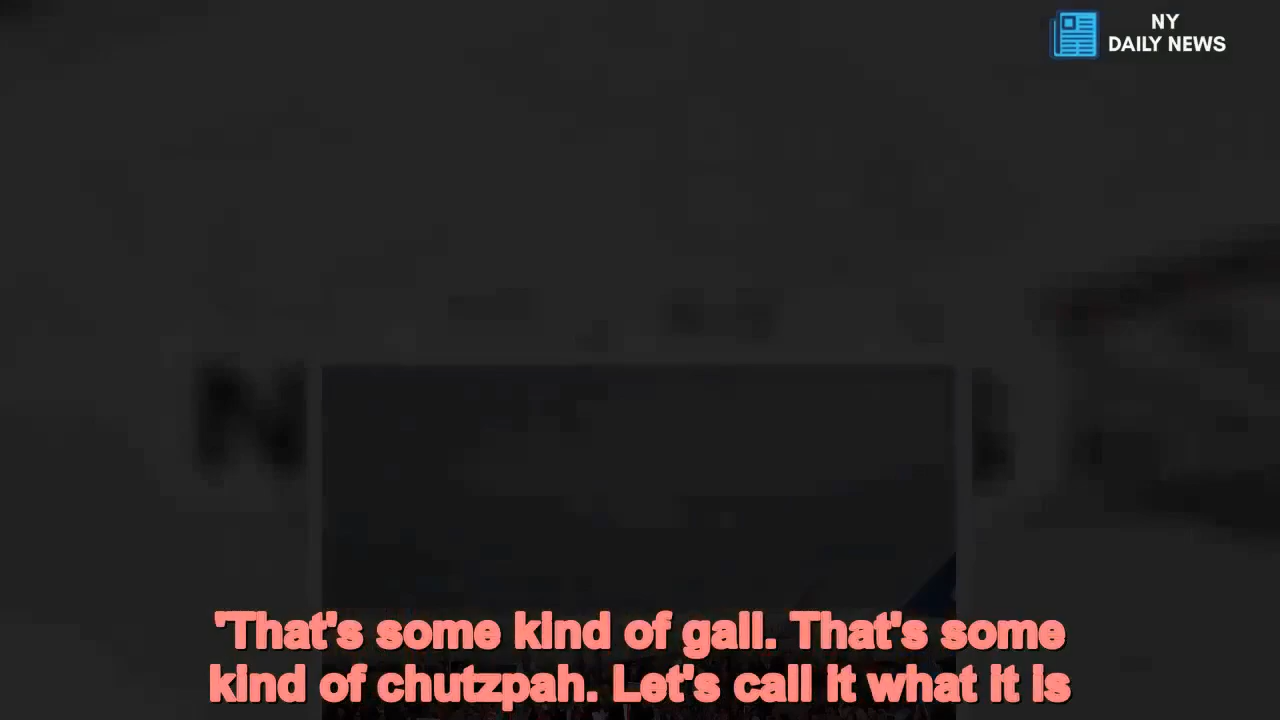 NY
DAILY NEWS
'That's some kind of gall. That's some
kind of chutzpah. Let's call it what it is